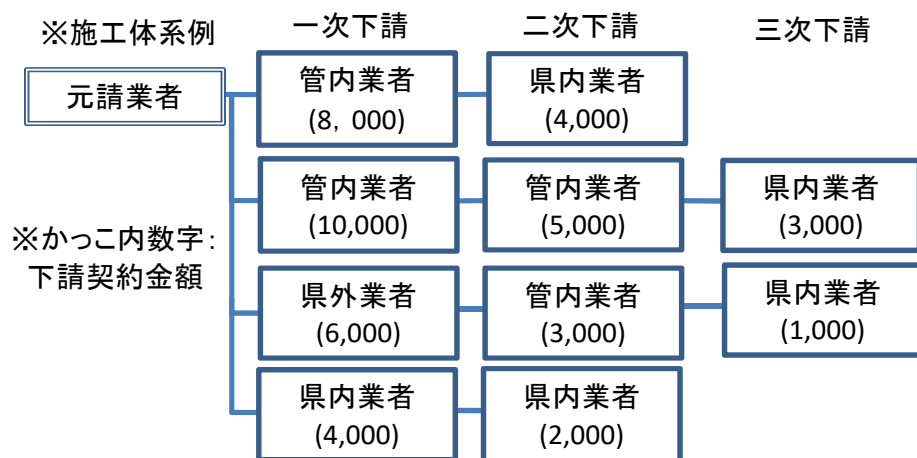 ※施工体系例
一次下請
二次下請
三次下請
元請業者
管内業者
(8，000)
県内業者
(4,000)
管内業者
(10,000)
管内業者
(5,000)
県内業者
(3,000)
※かっこ内数字：
下請契約金額
県外業者
(6,000)
管内業者
(3,000)
県内業者
(1,000)
県内業者
(4,000)
県内業者
(2,000)